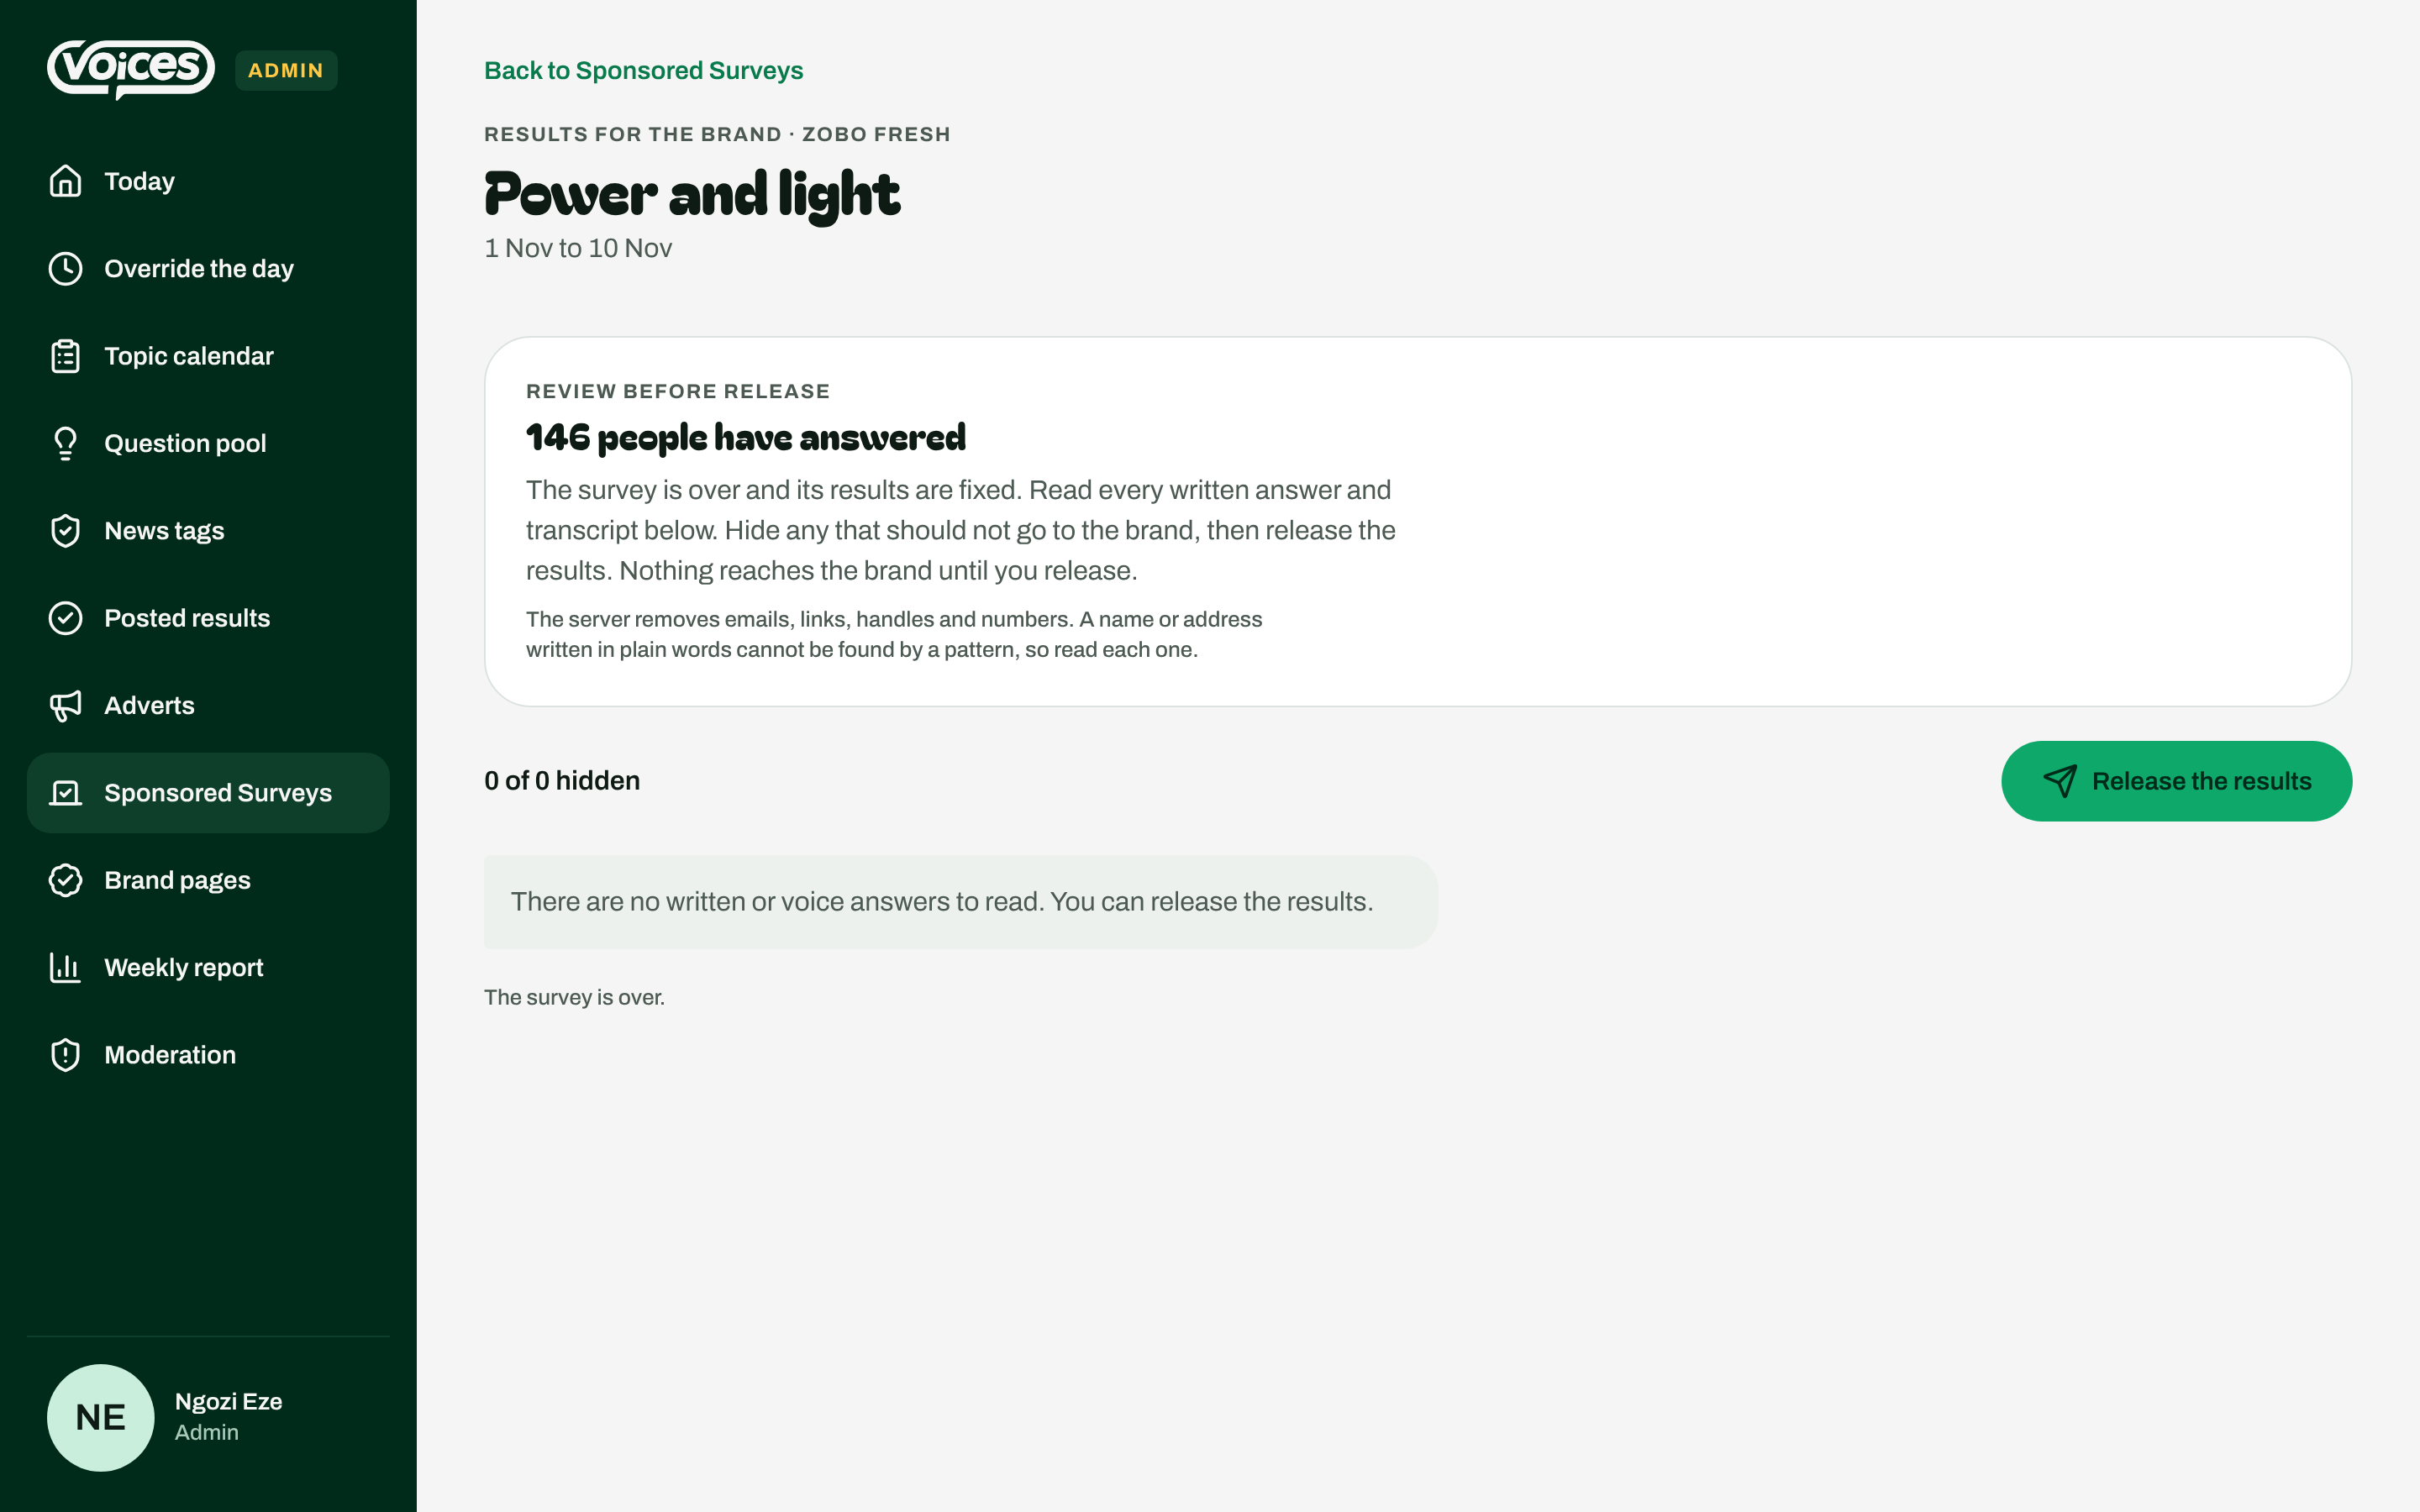 Voices
ADMIN
Today
Override the day
Topic calendar
Question pool
News tags
Posted results
Adverts
Sponsored Surveys
Brand pages
Weekly report
Moderation
NE
Ngozi Eze
Admin
Back to Sponsored Surveys
RESULTS FOR THE BRAND · ZOBO FRESH
Power and light
1 Nov to 10 Nov
REVIEW BEFORE RELEASE
146 people have answered
The survey is over and its results are fixed. Read every written answer and
transcript below. Hide any that should not go to the brand, then release the
results. Nothing reaches the brand until you release.
The server removes emails, links, handles and numbers. A name or address
written in plain words cannot be found by a pattern, so read each one.
0 of 0 hidden
Release the results
There are no written or voice answers to read. You can release the results.
The survey is over.